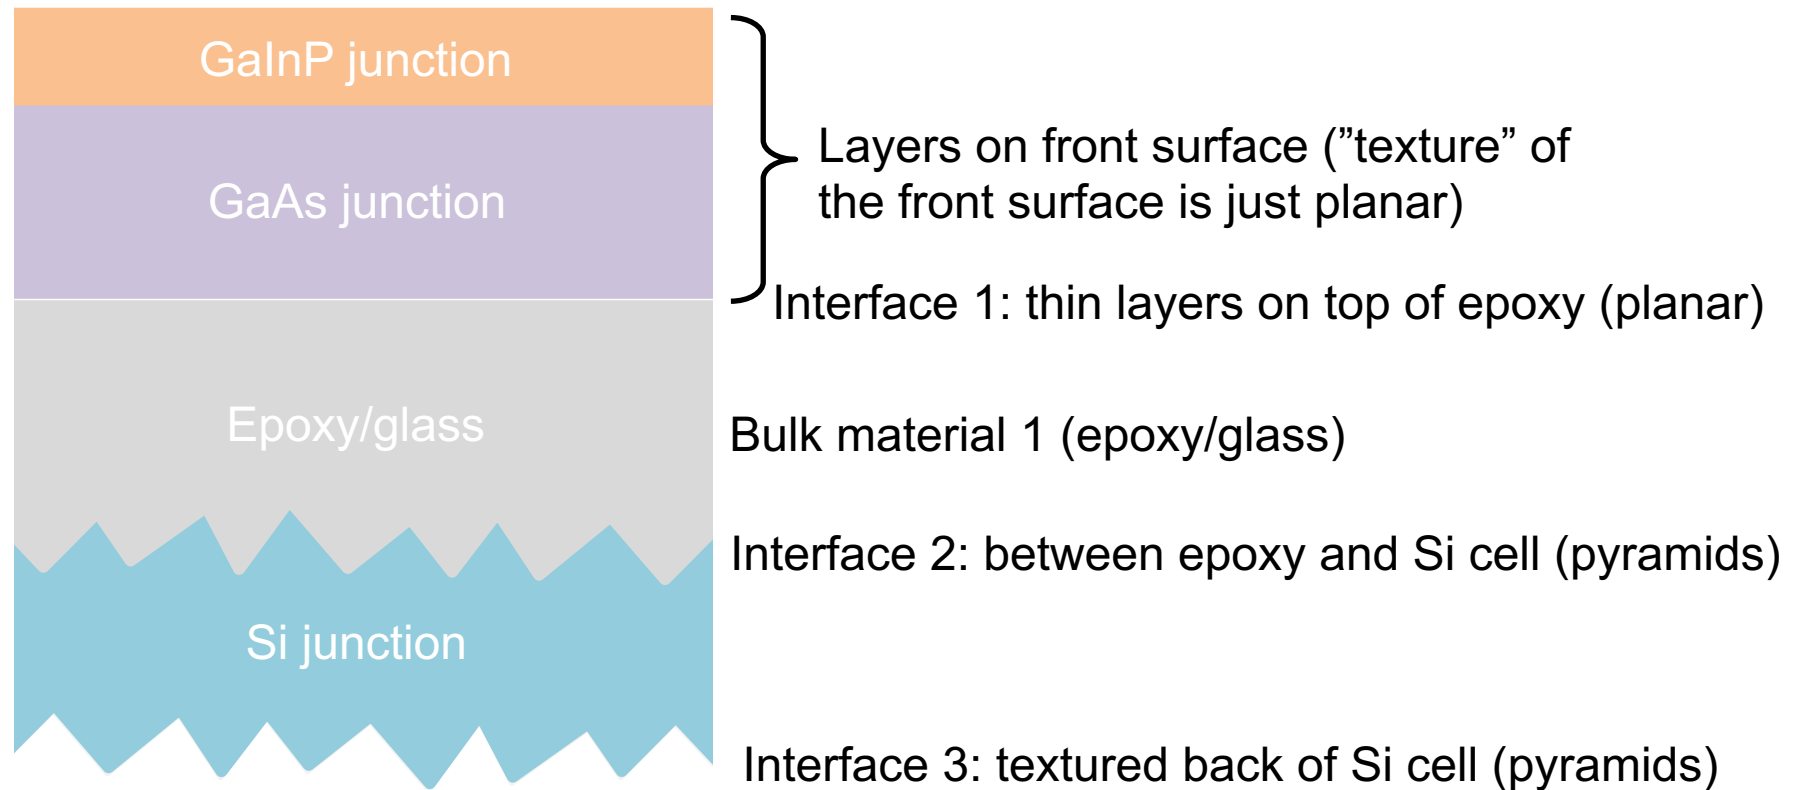 GaInP junction
GaAs junction
Layers on front surface (”texture” of
the front surface is just planar)
Interface 1: thin layers on top of epoxy (planar)
Epoxy/glass
Bulk material 1 (epoxy/glass)
Interface 2: between epoxy and Si cell (pyramids)
Si junction
Interface 3: textured back of Si cell (pyramids)